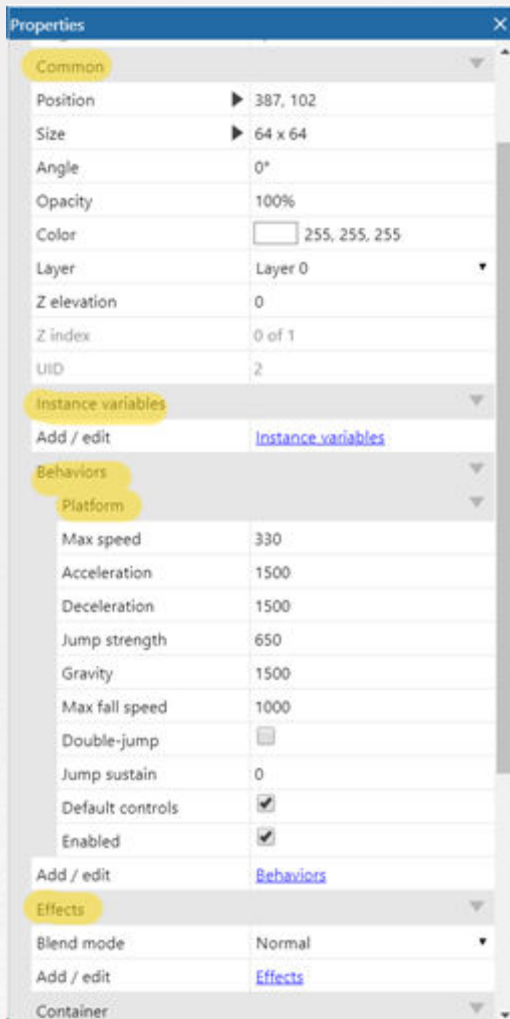 Properties
Common
Position 387, 102
Size 64 x 64
Angle 0°
Opacity 100%
Color 255, 255, 255
Layer Layer 0
Z elevation 0
Z index 0 of 1
UID 2
Instance variables
Add / edit Instance variables
Behaviors
Platform
Max speed 330
Acceleration 1500
Deceleration 1500
Jump strength 650
Gravity 1500
Max fall speed 1000
Double-jump
Jump sustain 0
Default controls
Enabled
Add / edit Behaviors
Effects
Blend mode Normal
Add / edit Effects
Container